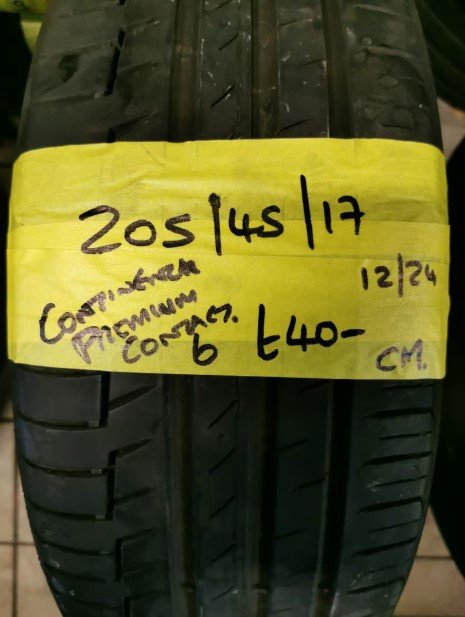 205/45/17
12/24
CONTINENTAL
PREMIUM
CONTACT.
6
£40-
CM.